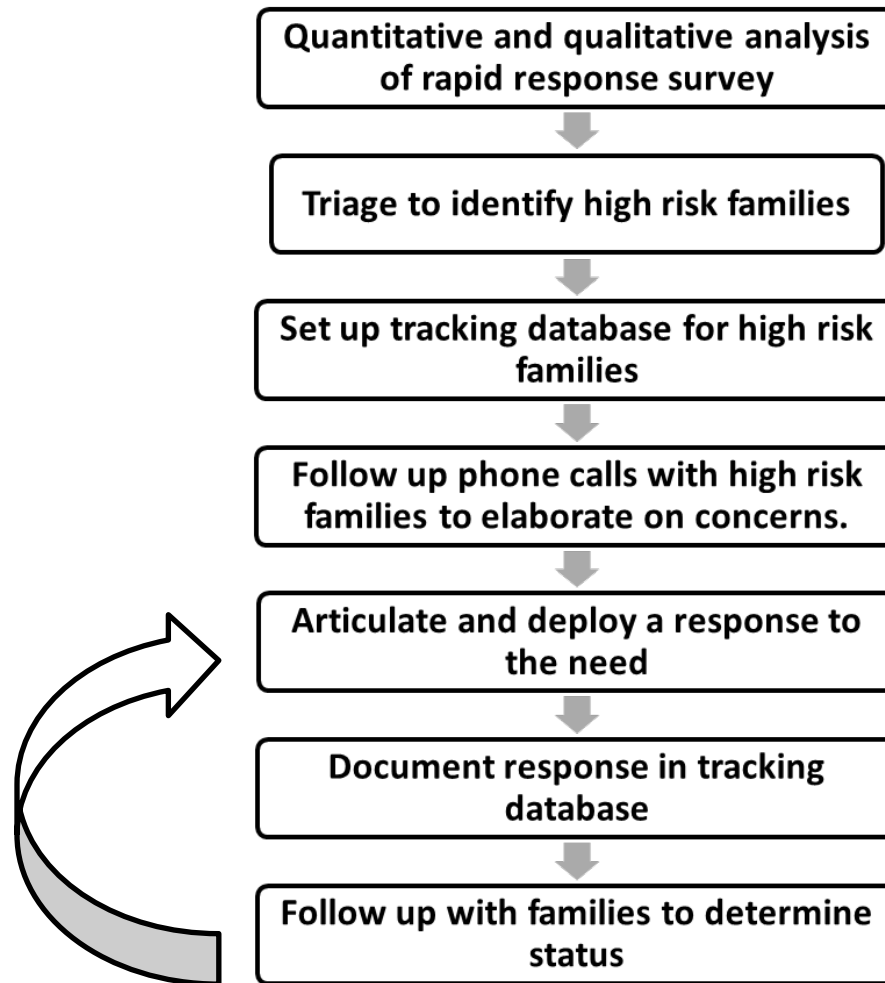 Quantitative and qualitative analysis
of rapid response survey
Triage to identify high risk families
Set up tracking database for high risk
families
Follow up phone calls with high risk
families to elaborate on concerns.
Articulate and deploy a response to
the need
Document response in tracking
database
Follow up with families to determine
status